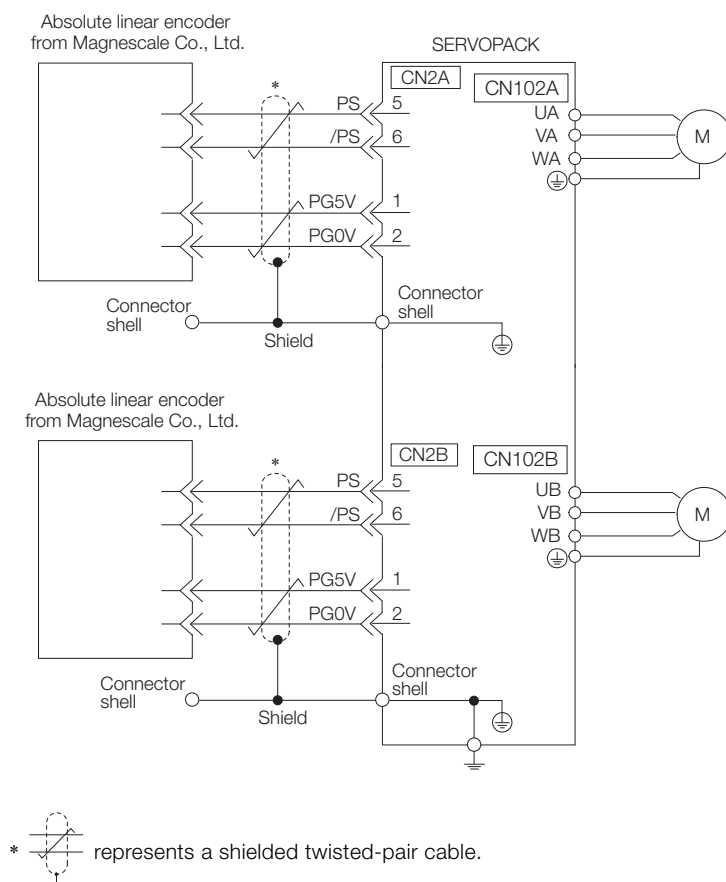 Absolute linear encoder
from Magnescale Co., Ltd.
SERVOPACK
*
CN2A
CN102A
PS
5
UA
/PS
6
VA
M
WA
PG5V
1
PG0V
2
Connector
shell
Connector
shell
Shield
Absolute linear encoder
from Magnescale Co., Ltd.
*
CN2B
CN102B
PS
5
UB
/PS
6
VB
M
WB
PG5V
1
PG0V
2
Connector
shell
Connector
shell
Shield
* represents a shielded twisted-pair cable.